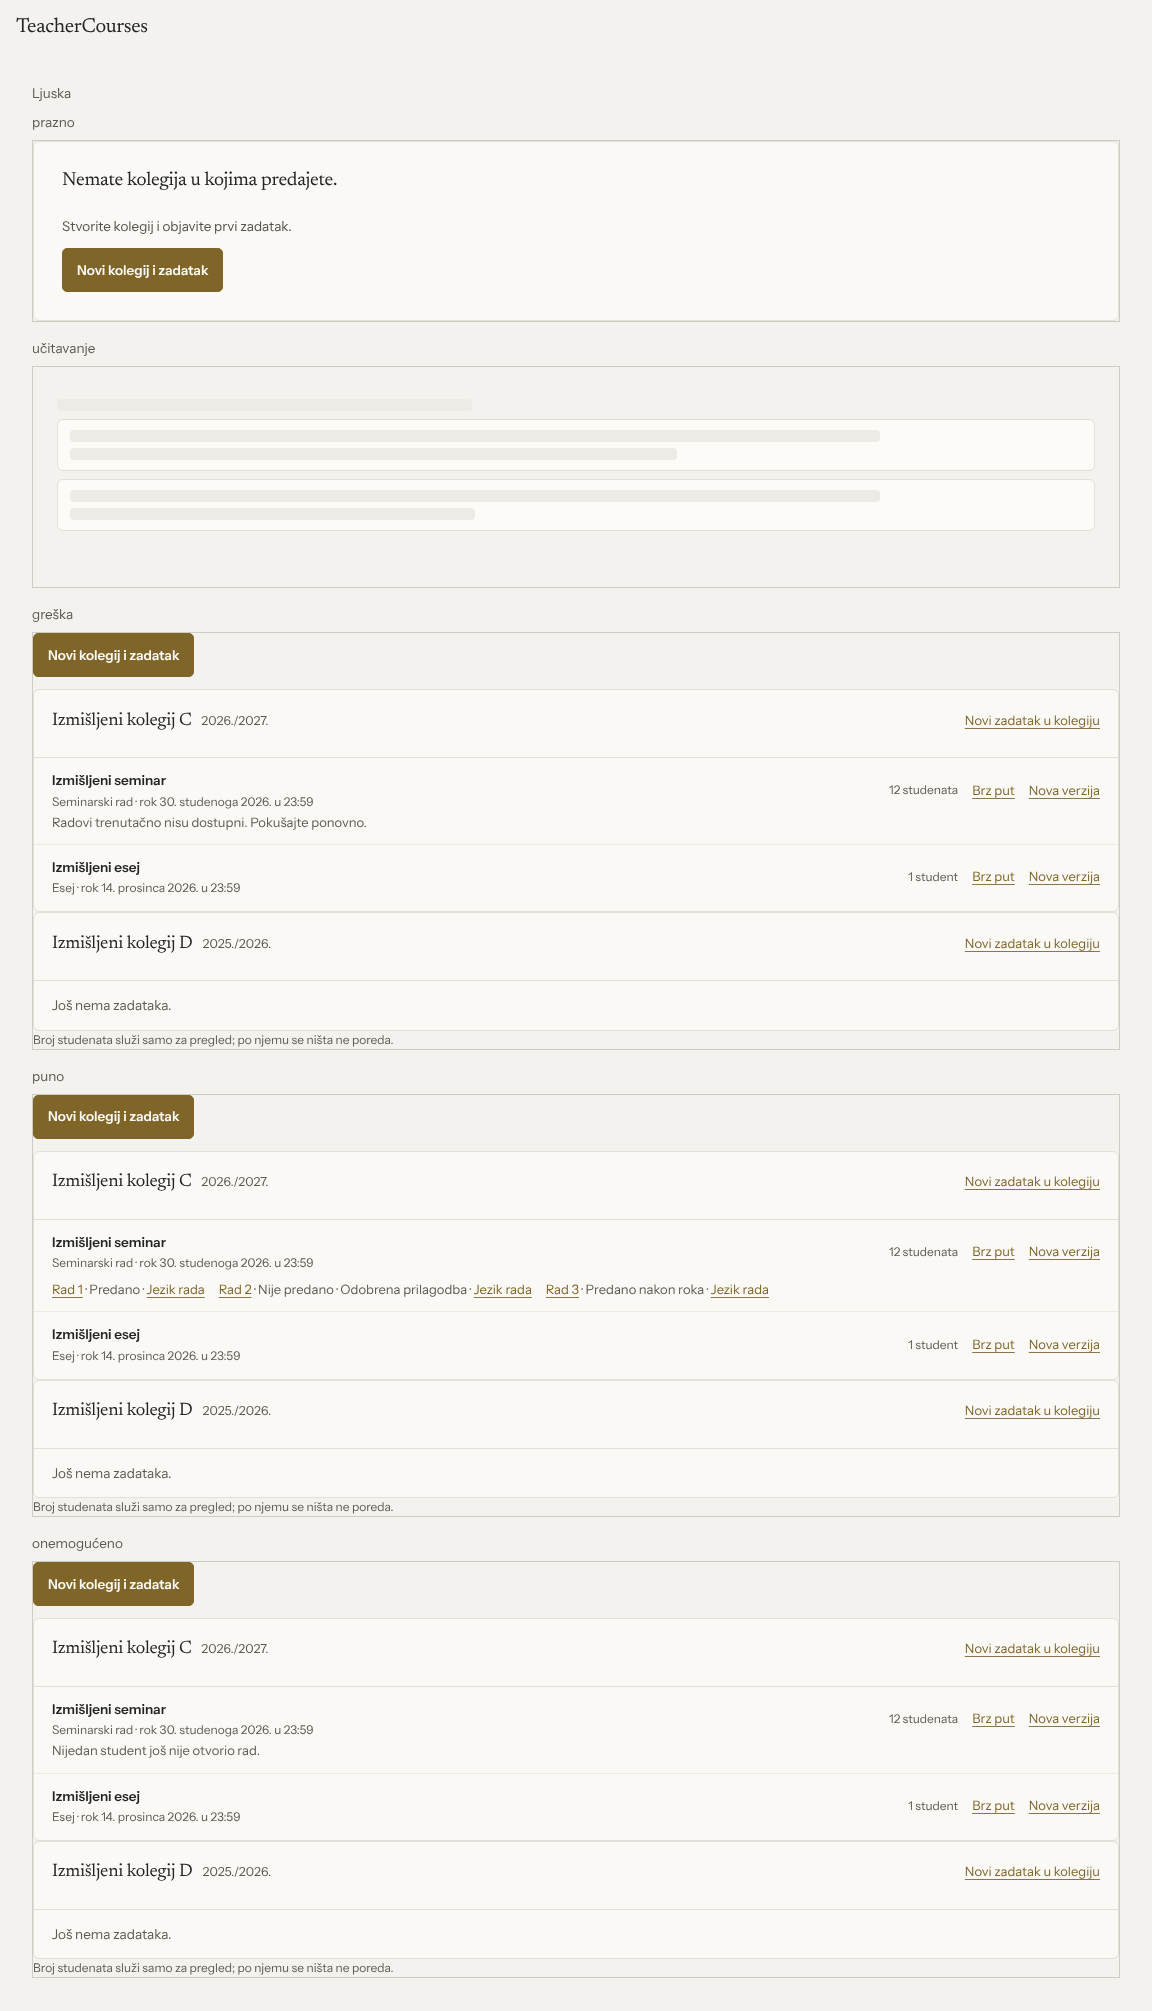 TeacherCourses
Ljuska
prazno
Nemate kolegija u kojima predajete.
Stvorite kolegij i objavite prvi zadatak.
Novi kolegij i zadatak
učitavanje
greška
Novi kolegij i zadatak
Izmišljeni kolegij C 2026./2027. Novi zadatak u kolegiju
Izmišljeni seminar
Seminarski rad · rok 30. studenoga 2026. u 23:59
12 studenata Brz put Nova verzija
Radovi trenutačno nisu dostupni. Pokušajte ponovno.
Izmišljeni esej
Esej · rok 14. prosinca 2026. u 23:59
1 student Brz put Nova verzija
Izmišljeni kolegij D 2025./2026. Novi zadatak u kolegiju
Još nema zadataka.
Broj studenata služi samo za pregled; po njemu se ništa ne poreda.
puno
Novi kolegij i zadatak
Izmišljeni kolegij C 2026./2027. Novi zadatak u kolegiju
Izmišljeni seminar
Seminarski rad · rok 30. studenoga 2026. u 23:59
12 studenata Brz put Nova verzija
Rad 1 · Predano · Jezik rada Rad 2 · Nije predano · Odobrena prilagodba · Jezik rada Rad 3 · Predano nakon roka · Jezik rada
Izmišljeni esej
Esej · rok 14. prosinca 2026. u 23:59
1 student Brz put Nova verzija
Izmišljeni kolegij D 2025./2026. Novi zadatak u kolegiju
Još nema zadataka.
Broj studenata služi samo za pregled; po njemu se ništa ne poreda.
onemogućeno
Novi kolegij i zadatak
Izmišljeni kolegij C 2026./2027. Novi zadatak u kolegiju
Izmišljeni seminar
Seminarski rad · rok 30. studenoga 2026. u 23:59
12 studenata Brz put Nova verzija
Nijedan student još nije otvorio rad.
Izmišljeni esej
Esej · rok 14. prosinca 2026. u 23:59
1 student Brz put Nova verzija
Izmišljeni kolegij D 2025./2026. Novi zadatak u kolegiju
Još nema zadataka.
Broj studenata služi samo za pregled; po njemu se ništa ne poreda.